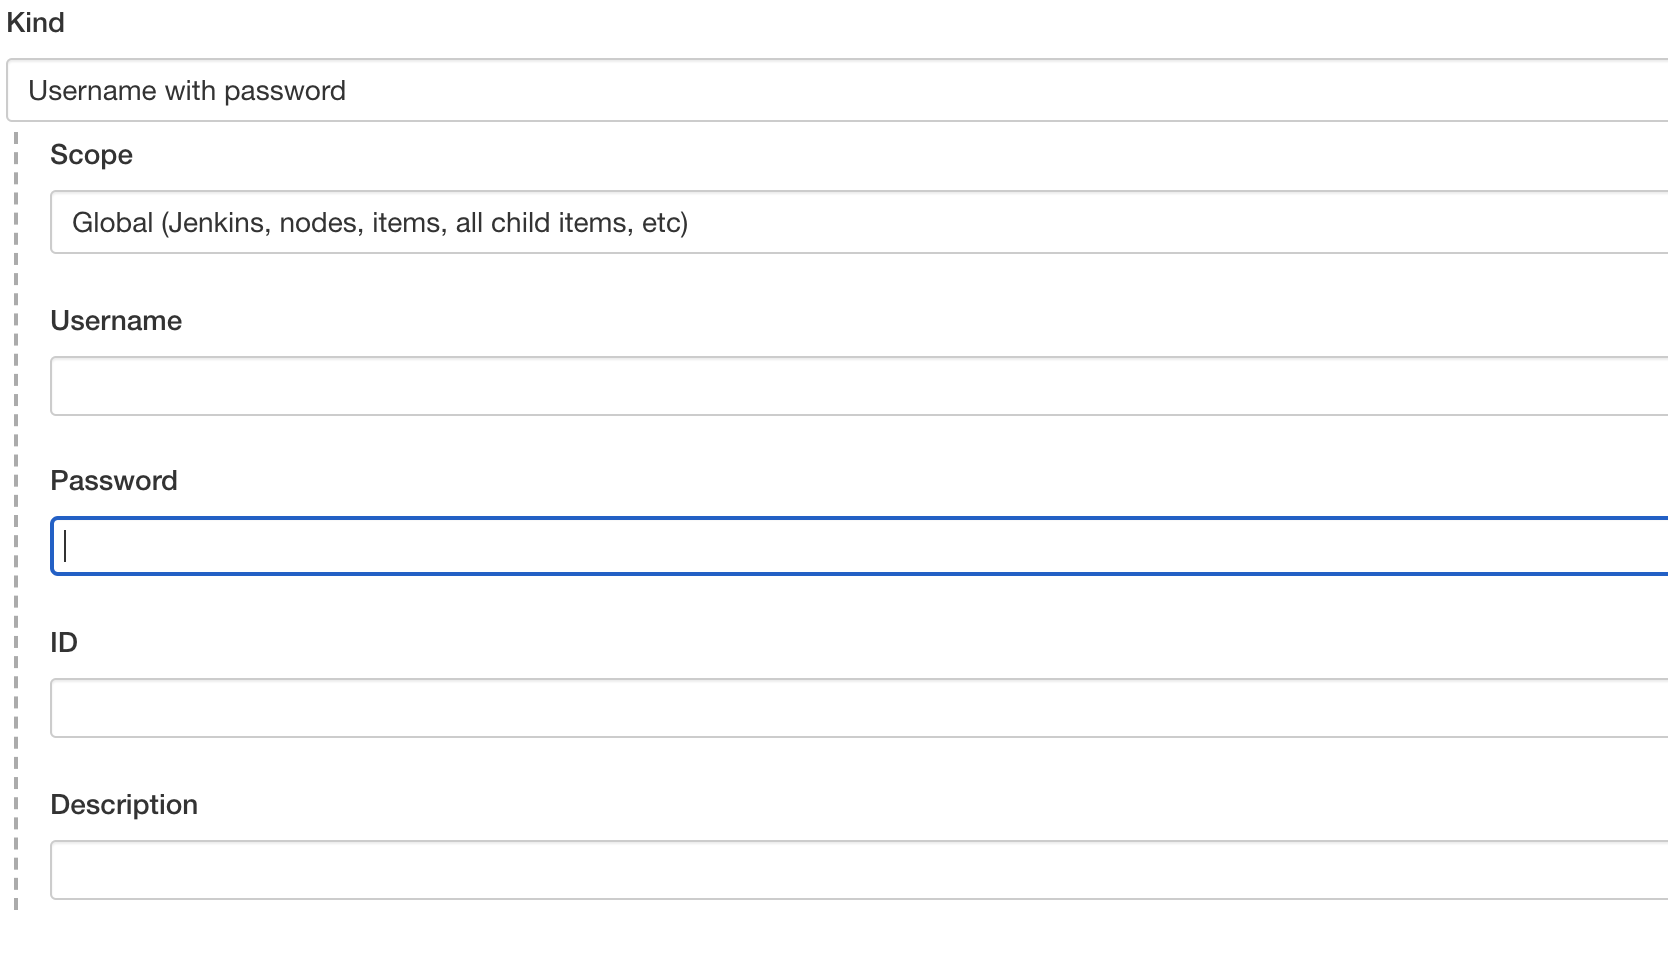 Kind
Username with password
Scope
Global (Jenkins, nodes, items, all child items, etc)
Username
Password
ID
Description